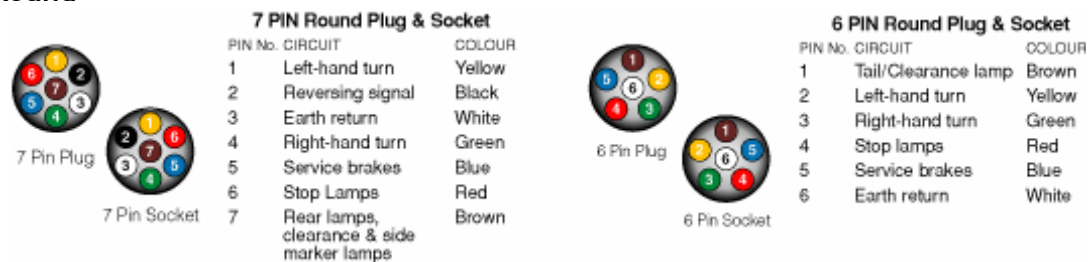 7 PIN Round Plug & Socket
PIN No. CIRCUIT COLOUR
1 Left-hand turn Yellow
2 Reversing signal Black
3 Earth return White
4 Right-hand turn Green
5 Service brakes Blue
6 Stop Lamps Red
7 Rear lamps, Brown
clearance & side
marker lamps
1
6 2
7
5 3
4
7 Pin Plug
1
2 6
7
3 5
4
7 Pin Socket
6 PIN Round Plug & Socket
PIN No. CIRCUIT COLOUR
1 Tail/Clearance lamp Brown
2 Left-hand turn Yellow
3 Right-hand turn Green
4 Stop lamps Red
5 Service brakes Blue
6 Earth return White
1
5 6 2
4 3
6 Pin Plug
1
2 6 5
3 4
6 Pin Socket